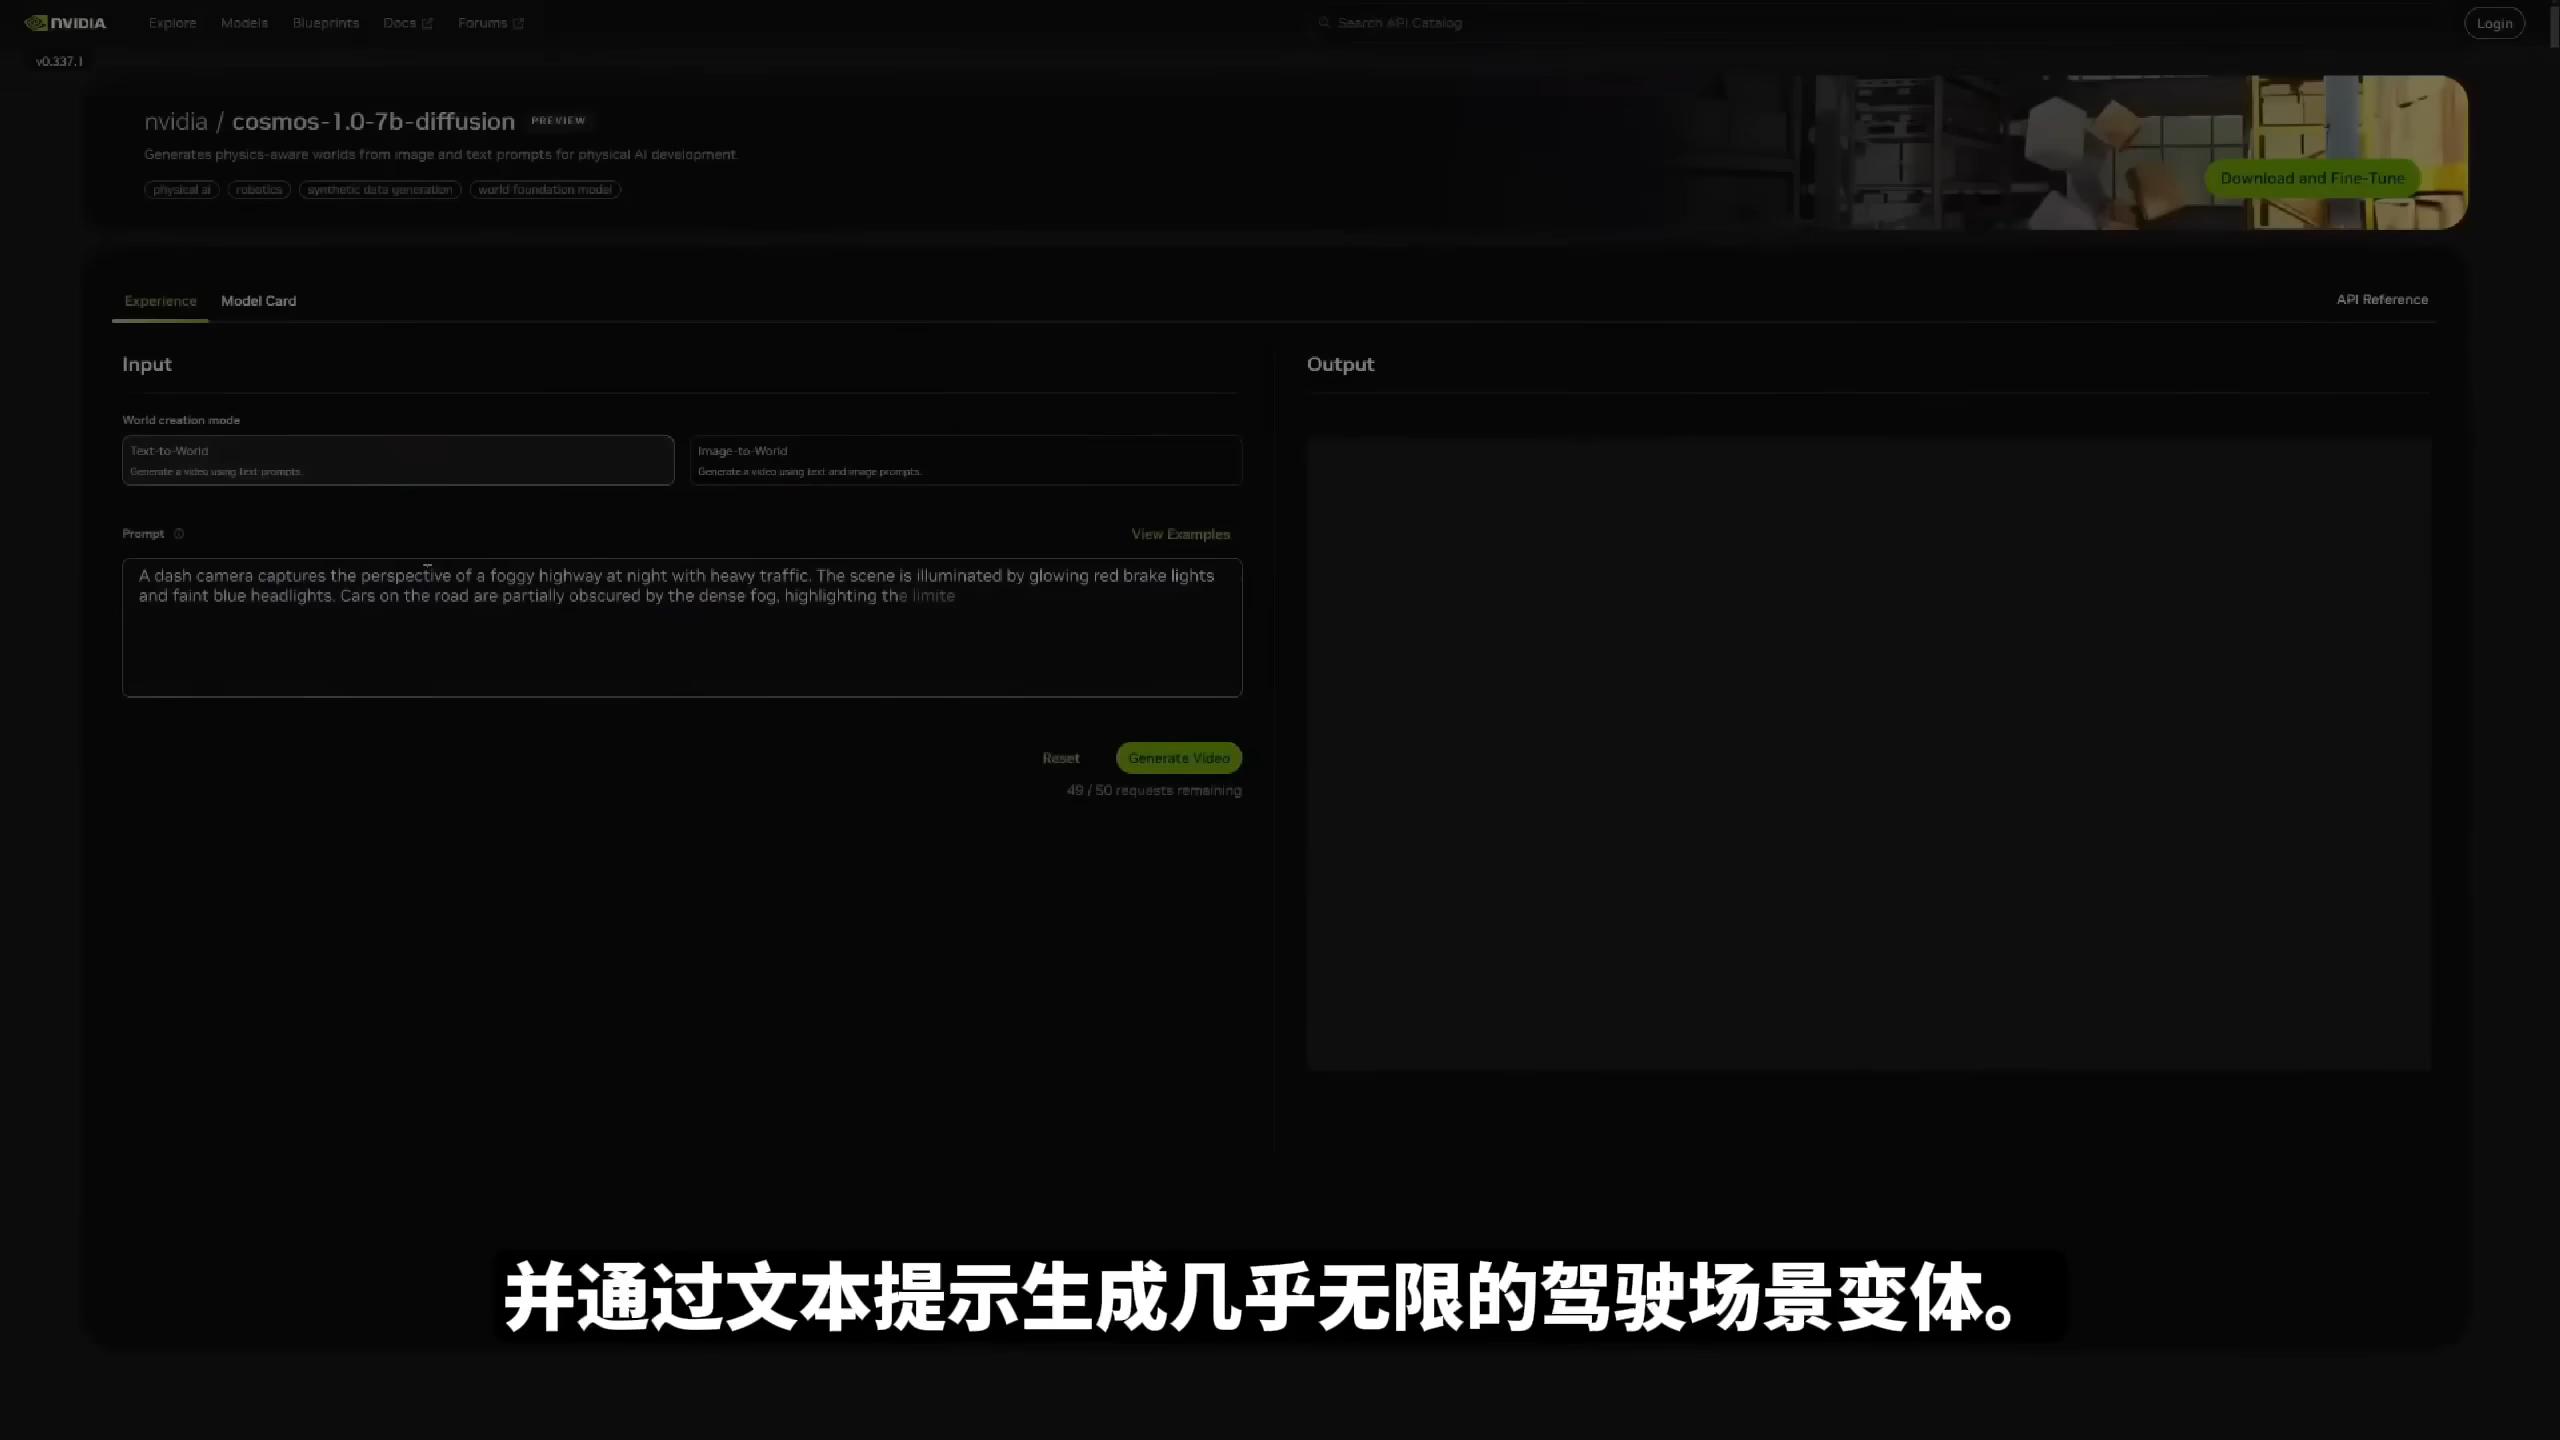 NVIDIA Explore Models Blueprints Docs Forums Search API Catalog Login
v0.337.1
nvidia / cosmos-1.0-7b-diffusion PREVIEW
Generates physics-aware worlds from image and text prompts for physical AI development.
physical ai robotics synthetic data generation world foundation model
Download and Fine-Tune
Experience Model Card API Reference
Input
World creation mode
Text-to-World
Generate a video using text prompts.
Image-to-World
Generate a video using text and image prompts.
Prompt View Examples
A dash camera captures the perspective of a foggy highway at night with heavy traffic. The scene is illuminated by glowing red brake lights
and faint blue headlights. Cars on the road are partially obscured by the dense fog, highlighting the limite
Reset Generate Video
49 / 50 requests remaining
Output
并通过文本提示生成几乎无限的驾驶场景变体。